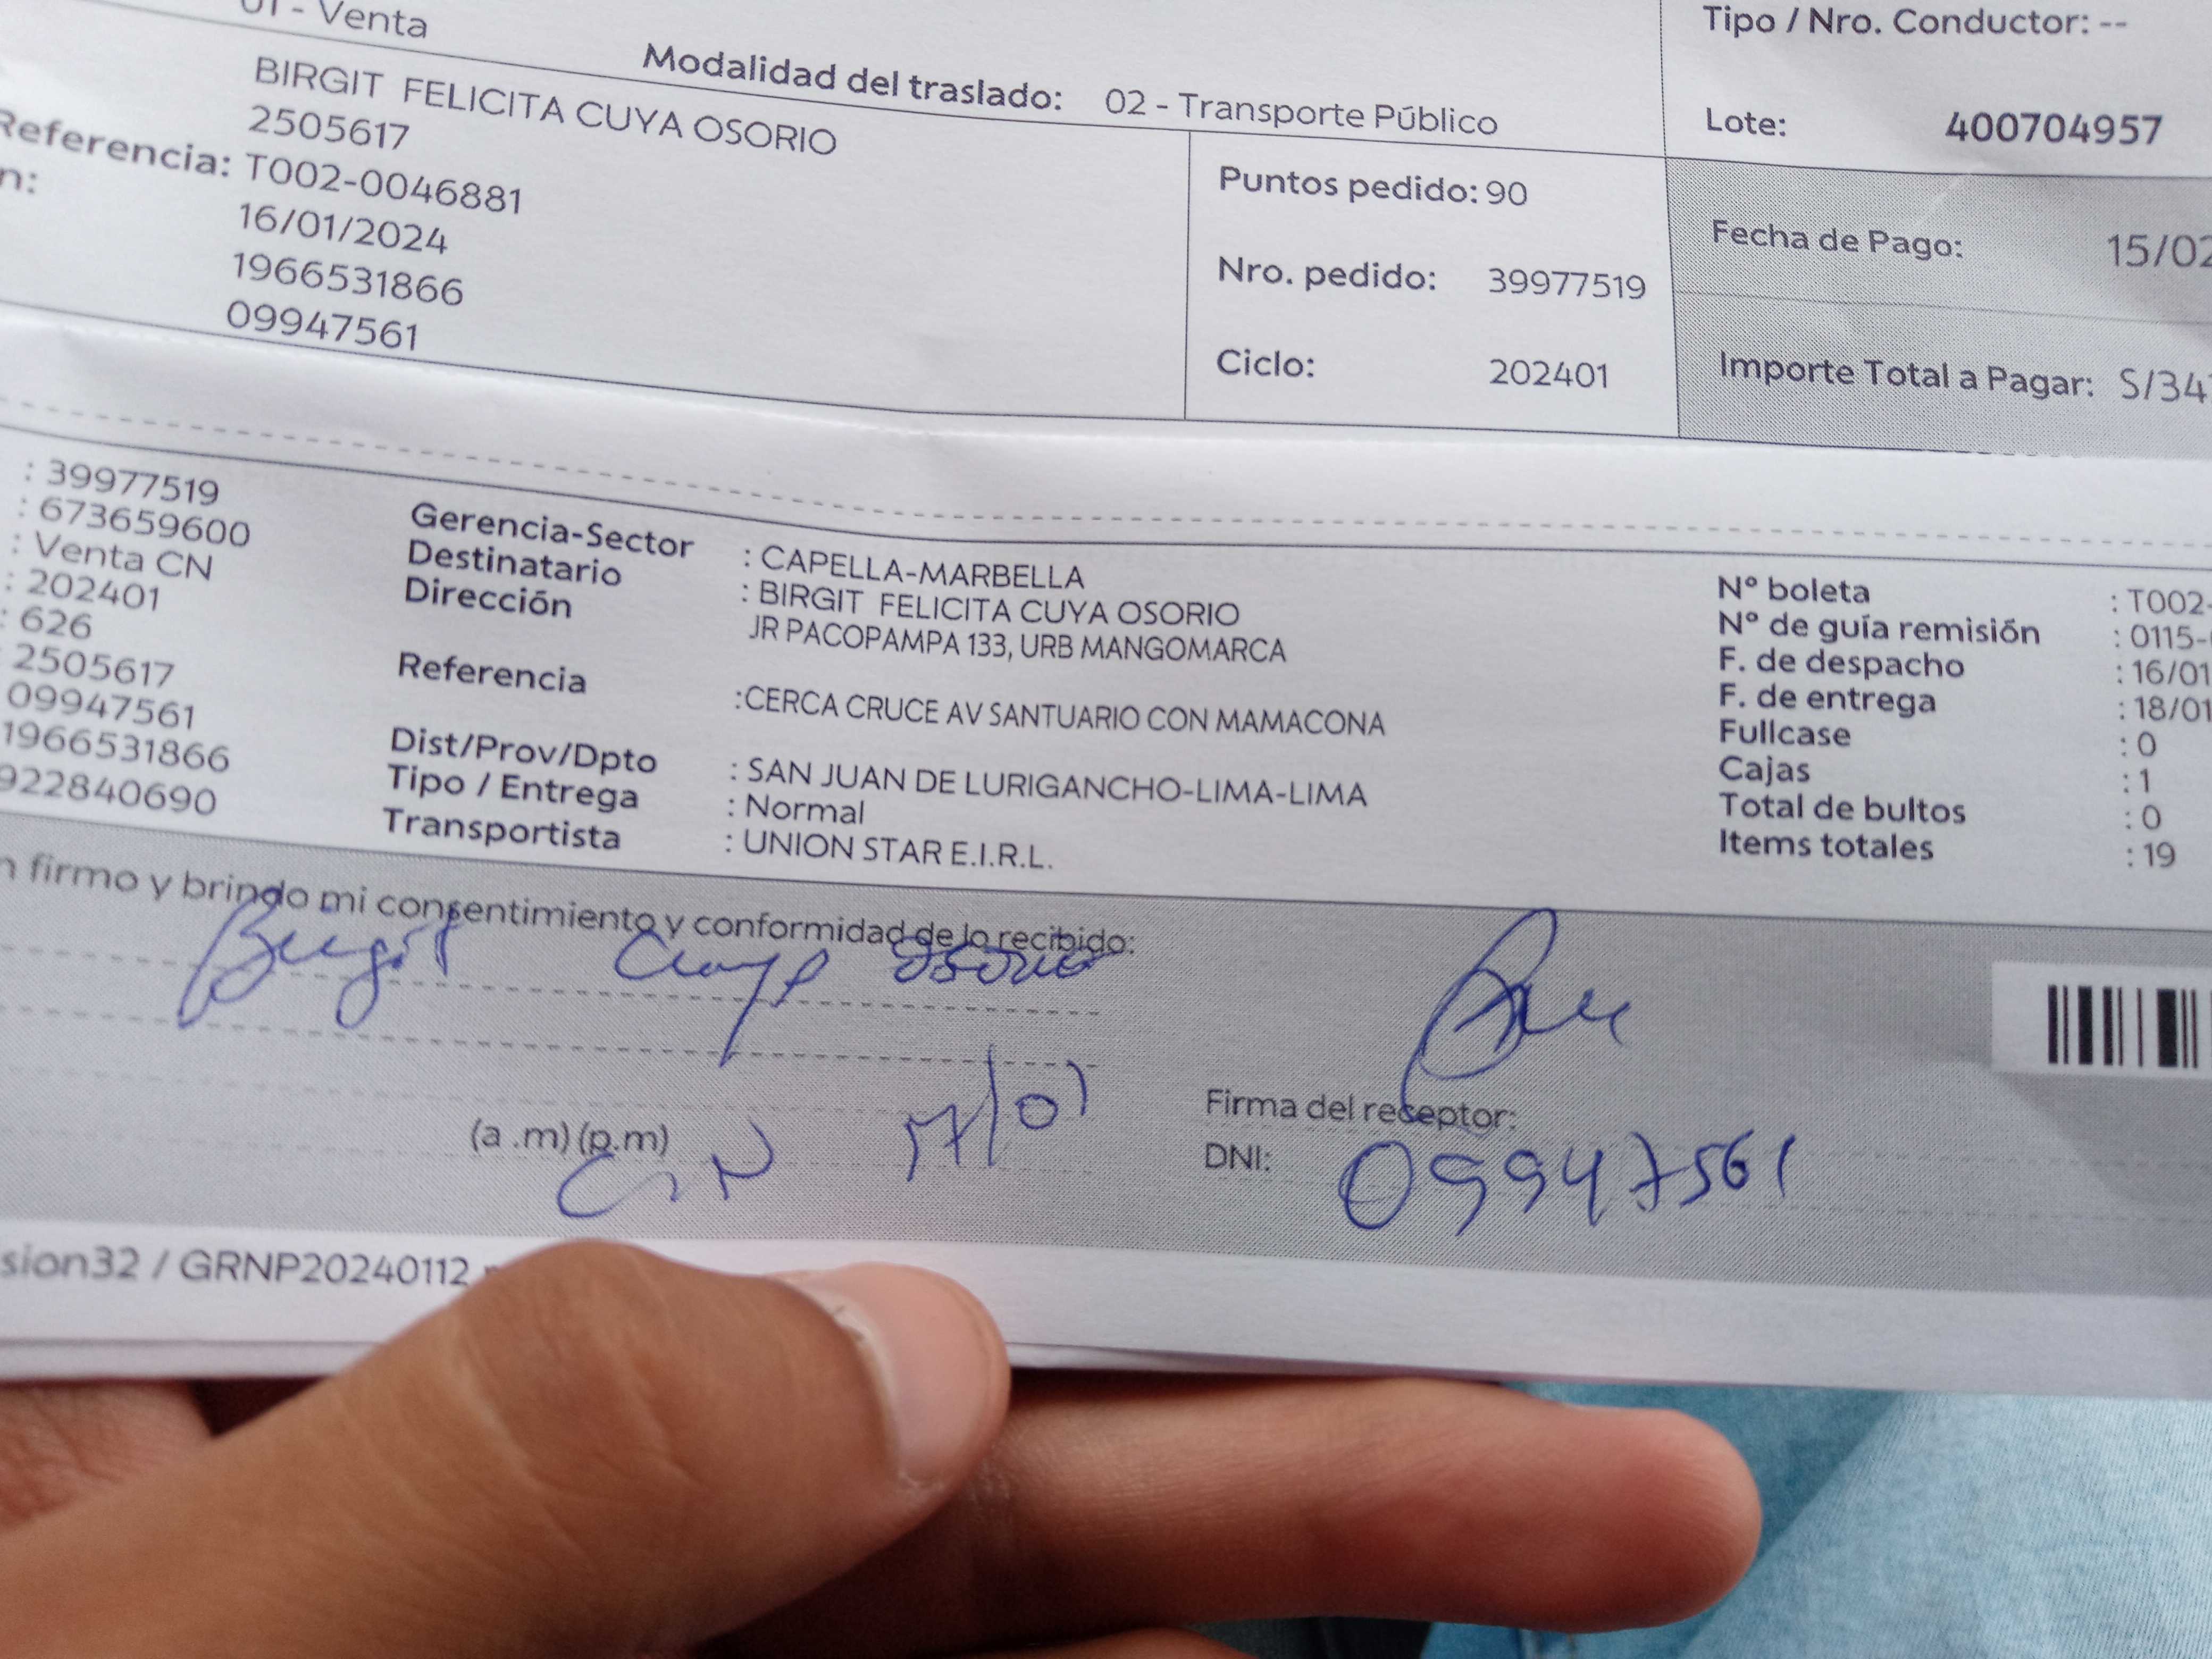 01 - Venta
Modalidad del traslado: 02 - Transporte Público
Tipo / Nro. Conductor: --
Lote: 400704957
BIRGIT FELICITA CUYA OSORIO
2505617
Referencia: T002-0046881
n: 16/01/2024
1966531866
09947561
Puntos pedido: 90
Nro. pedido: 39977519
Ciclo: 202401
Fecha de Pago: 15/02
Importe Total a Pagar: S/34
: 39977519
: 673659600
: Venta CN
: 202401
: 626
2505617
09947561
1966531866
922840690
Gerencia-Sector : CAPELLA-MARBELLA
Destinatario : BIRGIT FELICITA CUYA OSORIO
Dirección JR PACOPAMPA 133, URB MANGOMARCA
Referencia :CERCA CRUCE AV SANTUARIO CON MAMACONA
Dist/Prov/Dpto : SAN JUAN DE LURIGANCHO-LIMA-LIMA
Tipo / Entrega : Normal
Transportista : UNION STAR E.I.R.L.
N° boleta : T002-
N° de guía remisión : 0115-
F. de despacho : 16/01
F. de entrega : 18/01
Fullcase : 0
Cajas : 1
Total de bultos : 0
Items totales : 19
n firmo y brindo mi consentimiento y conformidad de lo recibido:
Birgit Cuya Osorio
(a .m) (p.m)
17/01
Firma del receptor:
DNI: 09947561
sion32 / GRNP20240112